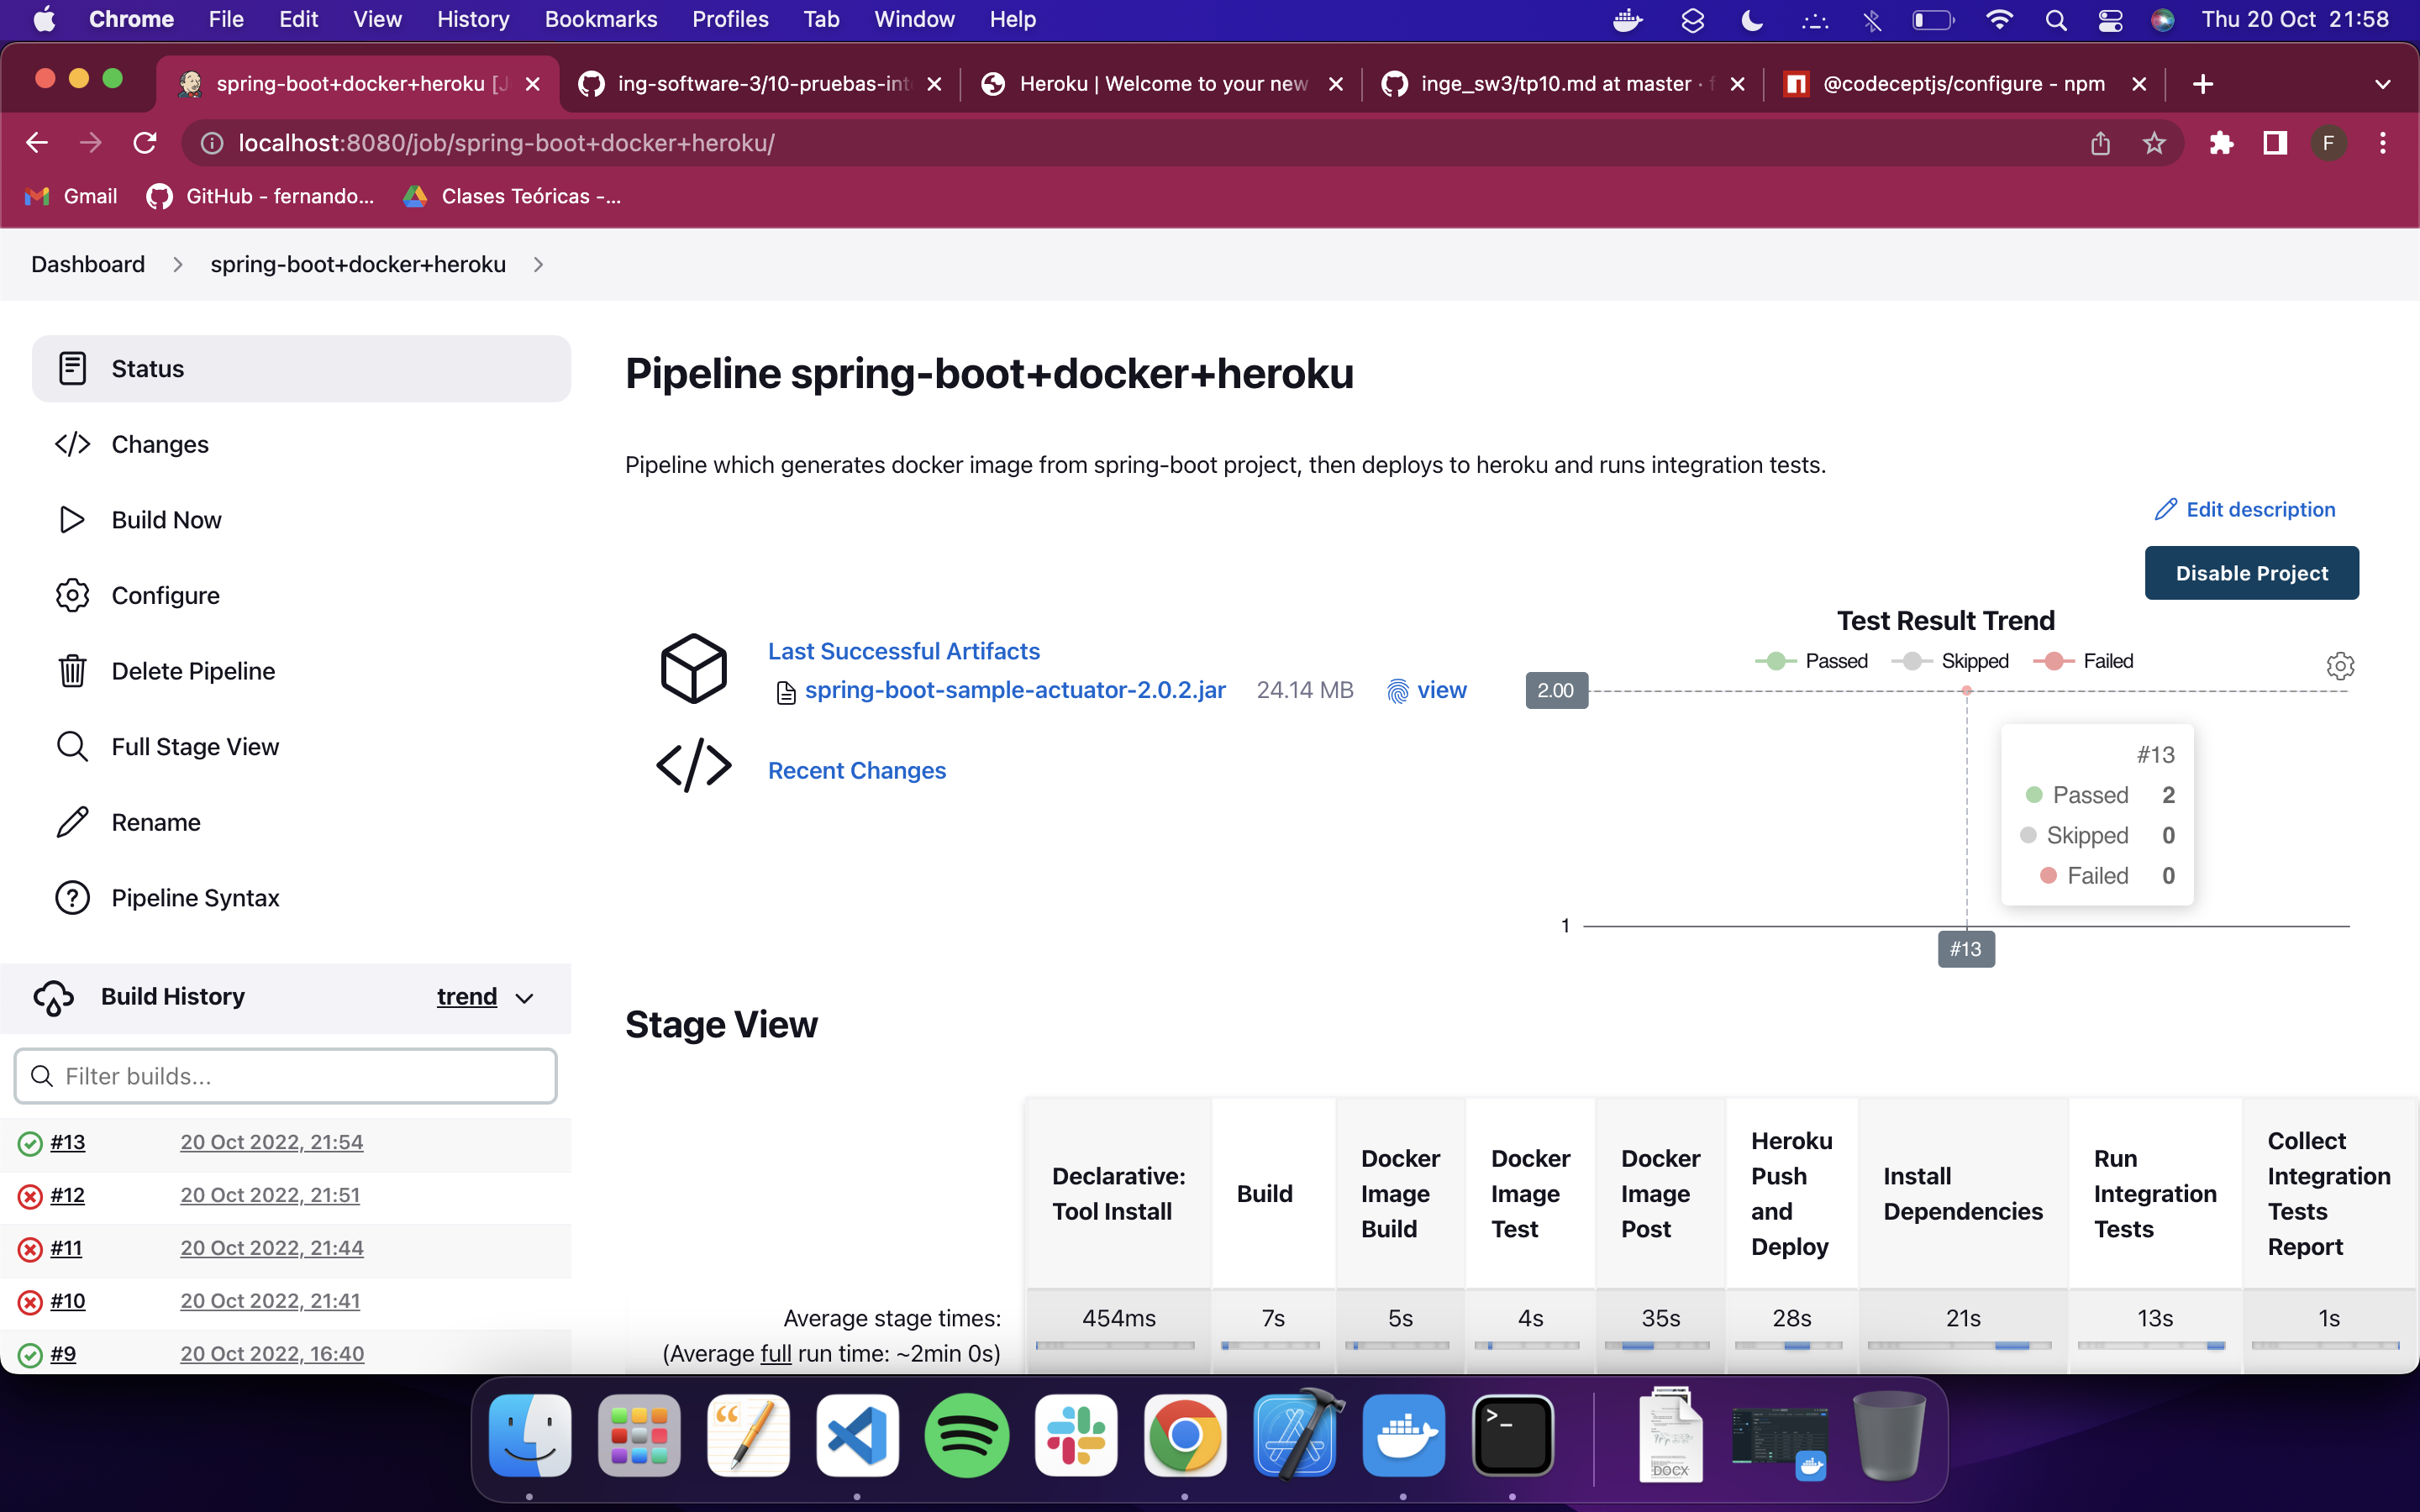 Chrome File Edit View History Bookmarks Profiles Tab Window Help Thu 20 Oct 21:58
spring-boot+docker+heroku [J
ing-software-3/10-pruebas-int
Heroku | Welcome to your new
inge_sw3/tp10.md at master · f
@codeceptjs/configure - npm
localhost:8080/job/spring-boot+docker+heroku/
F
Gmail GitHub - fernando... Clases Teóricas -...
Dashboard spring-boot+docker+heroku
Status
Changes
Build Now
Configure
Delete Pipeline
Full Stage View
Rename
Pipeline Syntax
Build History trend
Filter builds...
#13 20 Oct 2022, 21:54
#12 20 Oct 2022, 21:51
#11 20 Oct 2022, 21:44
#10 20 Oct 2022, 21:41
#9 20 Oct 2022, 16:40
Pipeline spring-boot+docker+heroku
Pipeline which generates docker image from spring-boot project, then deploys to heroku and runs integration tests.
Edit description
Disable Project
Last Successful Artifacts
spring-boot-sample-actuator-2.0.2.jar 24.14 MB view
Recent Changes
Test Result Trend
Passed Skipped Failed
2.00
#13
Passed 2
Skipped 0
Failed 0
1
#13
Stage View
Declarative:
Tool Install
Build
Docker
Image
Build
Docker
Image
Test
Docker
Image
Post
Heroku
Push
and
Deploy
Install
Dependencies
Run
Integration
Tests
Collect
Integration
Tests
Report
Average stage times:
(Average full run time: ~2min 0s)
454ms 7s 5s 4s 35s 28s 21s 13s 1s
DOCX